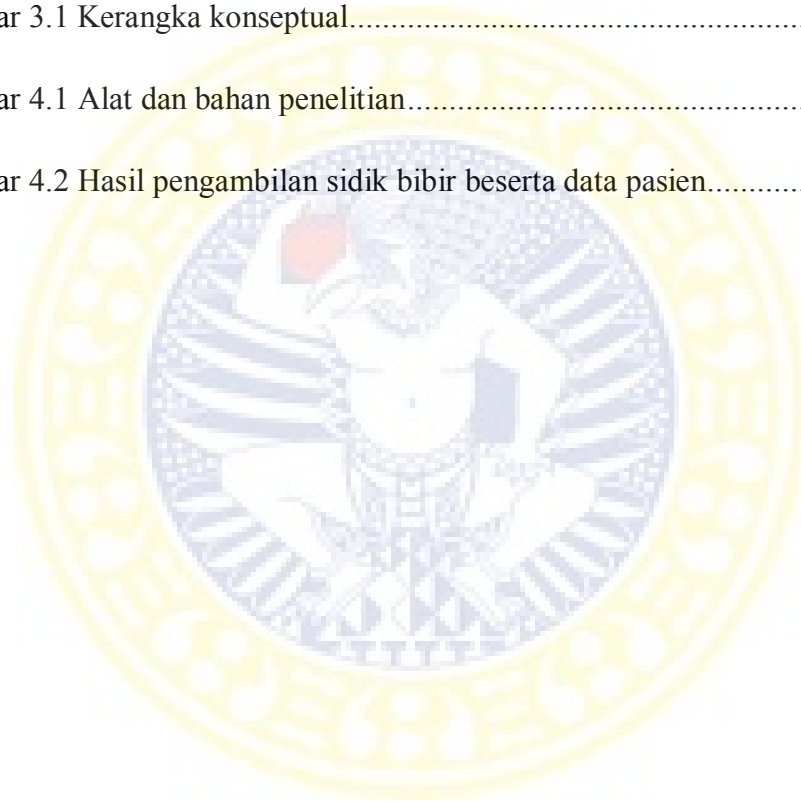 ar 3.1 Kerangka konseptual..........................................................
ar 4.1 Alat dan bahan penelitian..................................................
ar 4.2 Hasil pengambilan sidik bibir beserta data pasien............